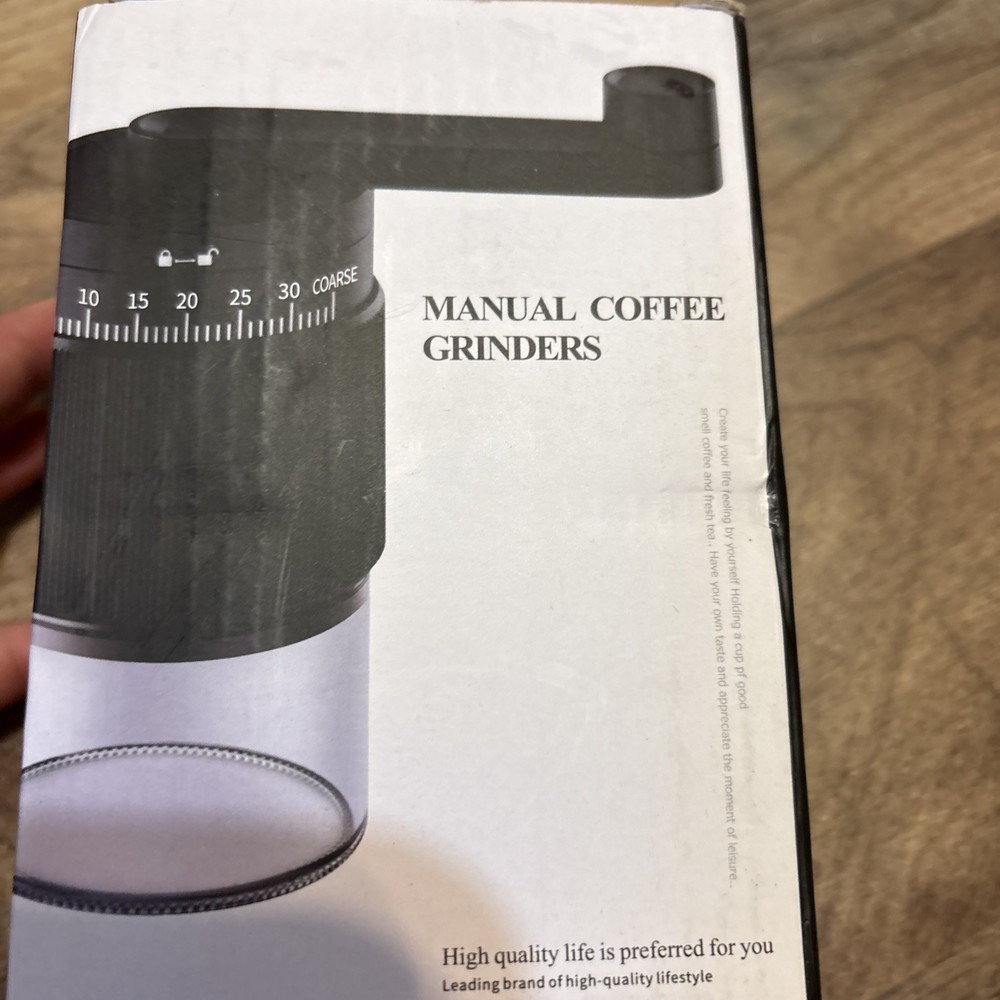 10 15 20 25 30 COARSE
MANUAL COFFEE
GRINDERS
Create your life feeling by yourself Holding a cup pf good
smell coffee and fresh tea.. Have your own taste and appreciate the moment of leisure..
High quality life is preferred for you
Leading brand of high-quality lifestyle